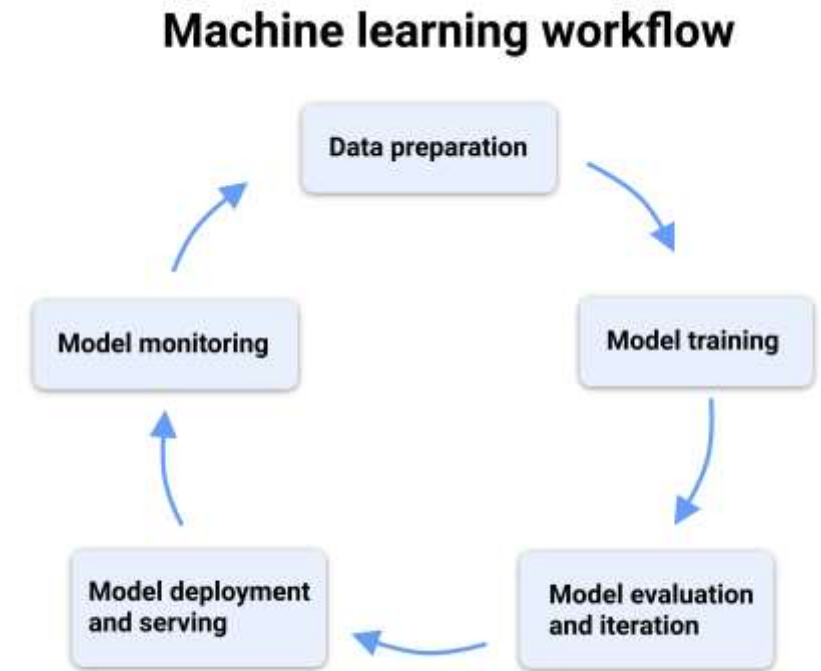 Machine learning workflow
Data preparation
Model training
Model evaluation
and iteration
Model deployment
and serving
Model monitoring